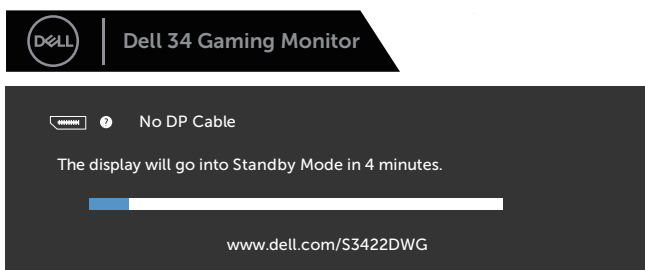 DELL
Dell 34 Gaming Monitor
? No DP Cable
The display will go into Standby Mode in 4 minutes.
www.dell.com/S3422DWG